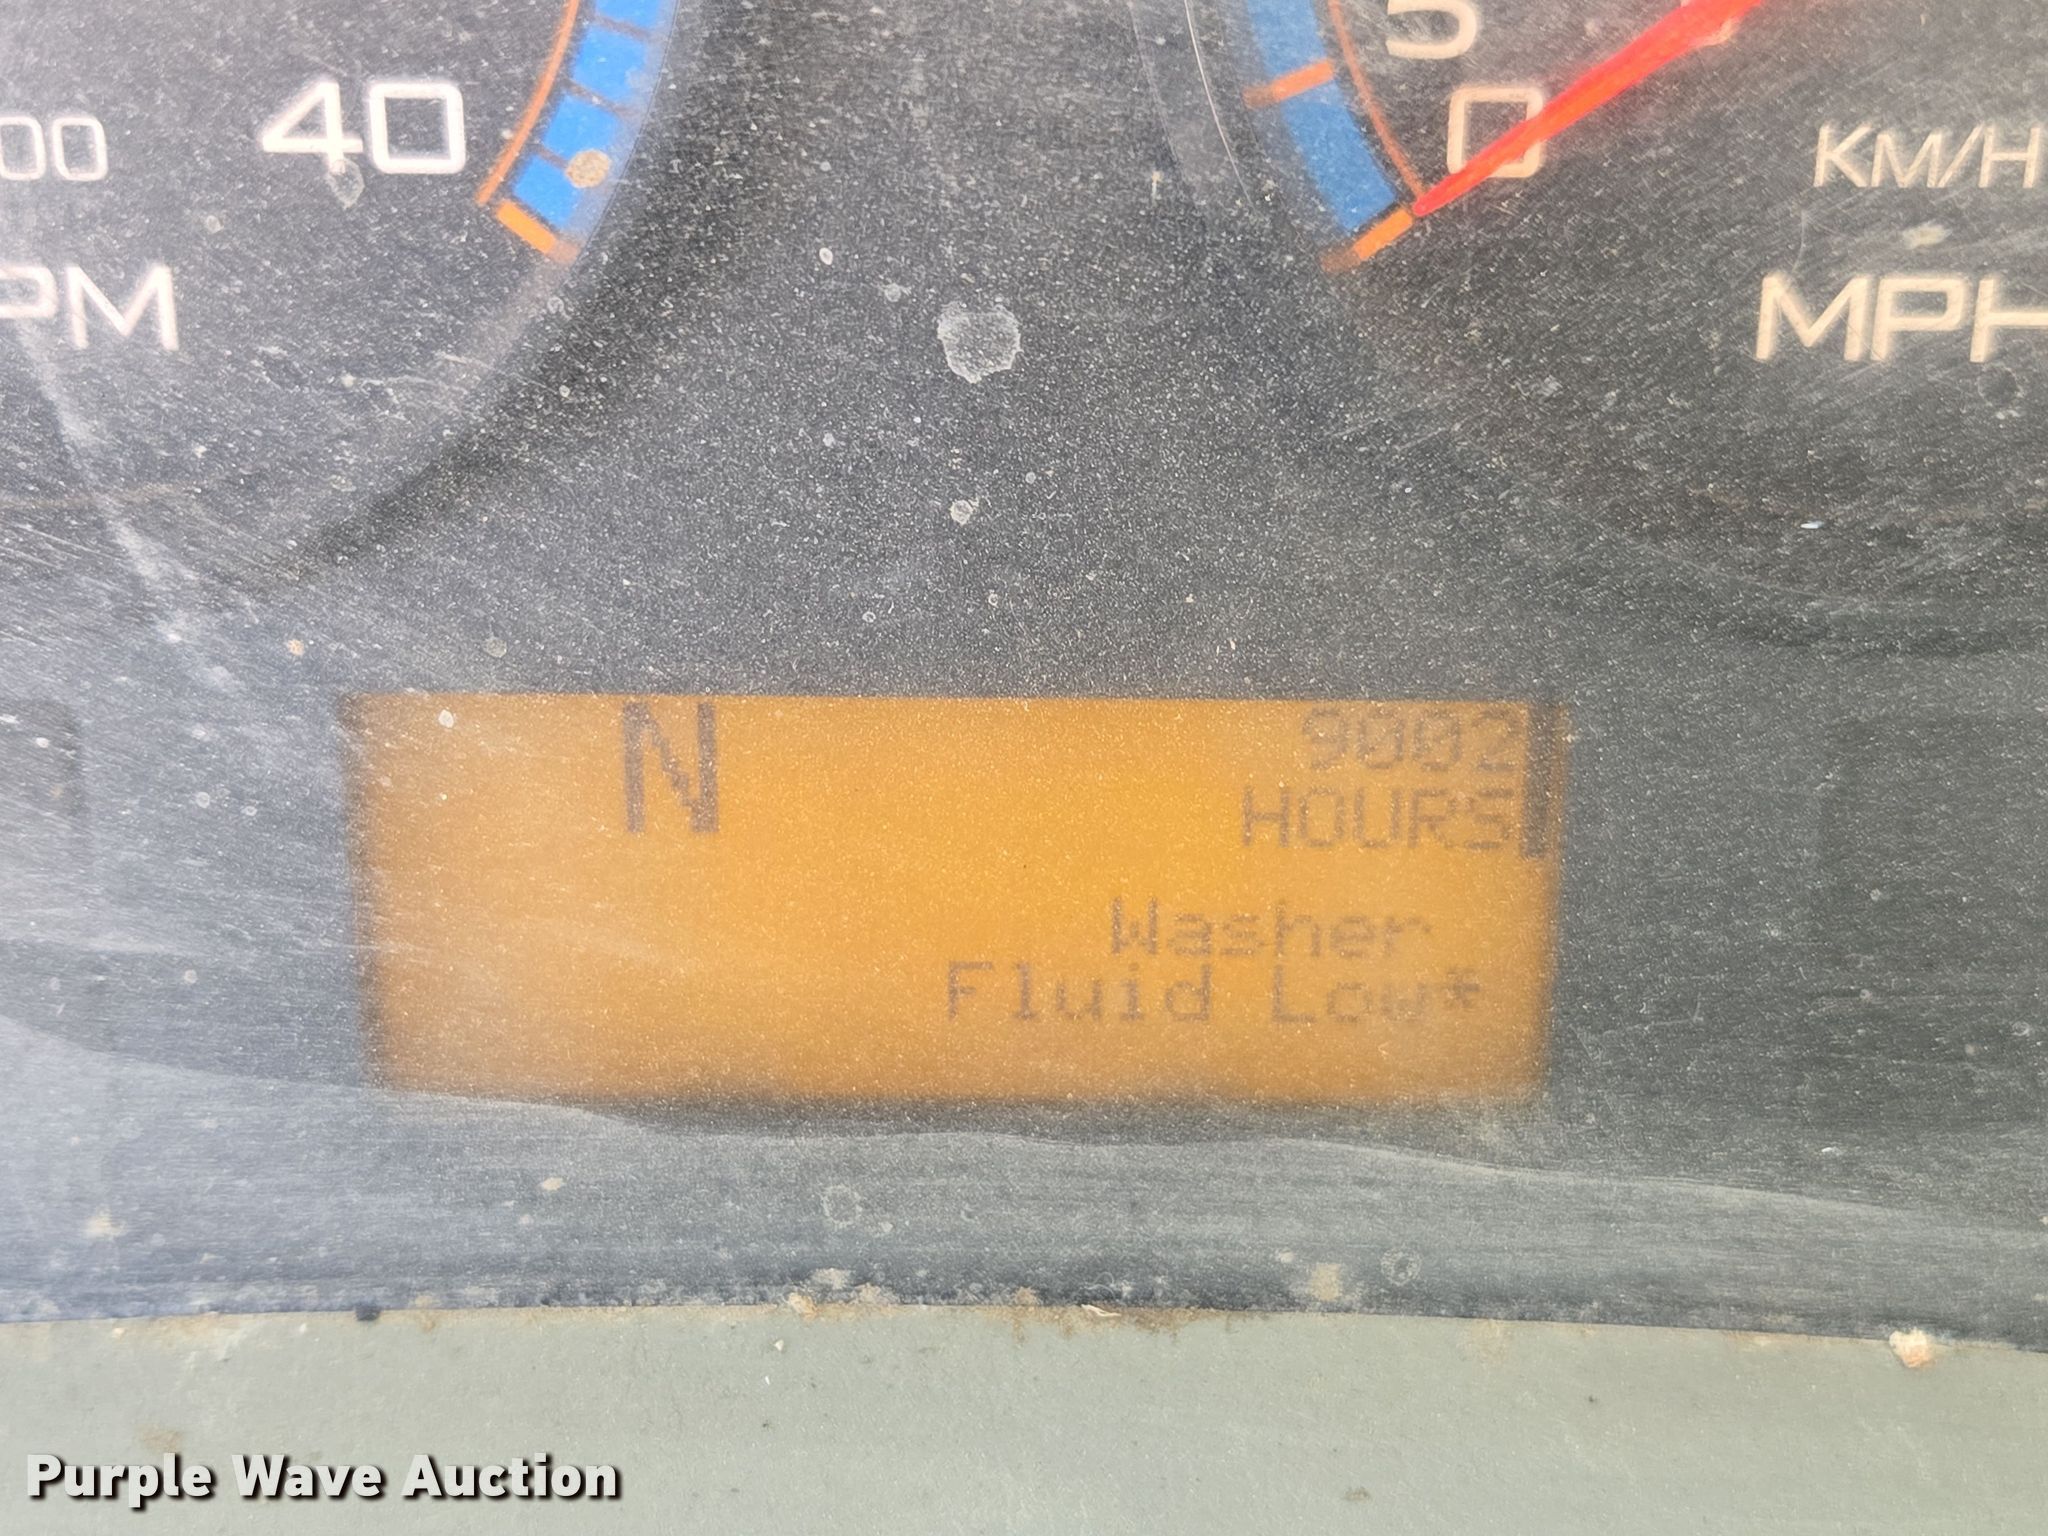 5
00
40
0
KM/H
PM
MPH
N
9002
HOURS
Washer
Fluid Low*
Purple Wave Auction